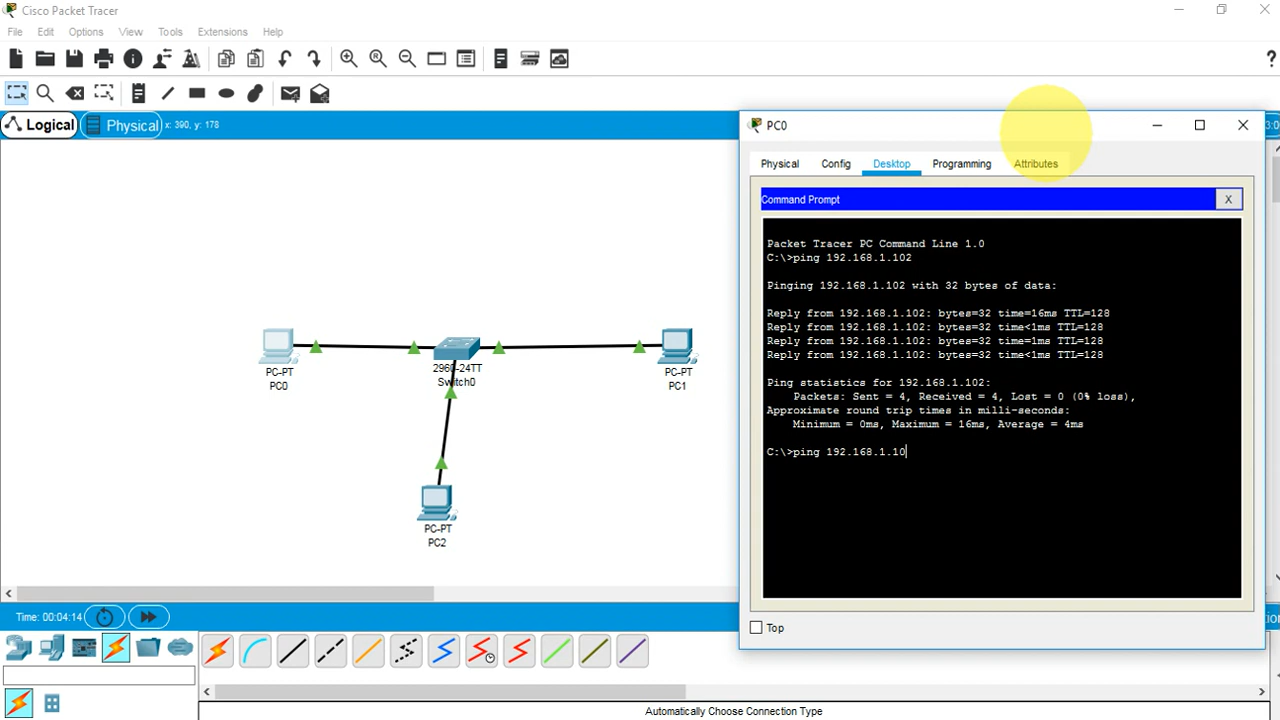 Cisco Packet Tracer
File Edit Options View Tools Extensions Help
?
Logical Physical x: 390, y: 178
PC0
Physical Config Desktop Programming Attributes
Command Prompt X
Packet Tracer PC Command Line 1.0
C:\>ping 192.168.1.102
Pinging 192.168.1.102 with 32 bytes of data:
Reply from 192.168.1.102: bytes=32 time=16ms TTL=128
Reply from 192.168.1.102: bytes=32 time<1ms TTL=128
Reply from 192.168.1.102: bytes=32 time=1ms TTL=128
Reply from 192.168.1.102: bytes=32 time<1ms TTL=128
Ping statistics for 192.168.1.102:
Packets: Sent = 4, Received = 4, Lost = 0 (0% loss),
Approximate round trip times in milli-seconds:
Minimum = 0ms, Maximum = 16ms, Average = 4ms
C:\>ping 192.168.1.10
Top
PC-PT
PC0
2960-24TT
Switch0
PC-PT
PC1
PC-PT
PC2
Time: 00:04:14
Automatically Choose Connection Type